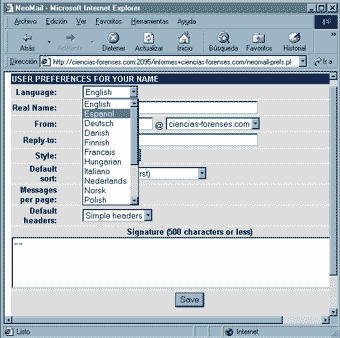 NeoMail - Microsoft Internet Explorer
Archivo Edición Ver Favoritos Herramientas Ayuda
Atrás Adelante Detener Actualizar Inicio Búsqueda Favoritos Historial
Dirección http://ciencias-forenses.com:2095/informes+ciencias-forenses.com/neomail-prefs.pl Ir a
USER PREFERENCES FOR YOUR NAME
Language: English
English
Espanol
Real Name:
Deutsch
From: @ ciencias-forenses.com
Danish
Finnish
Reply-to:
Francais
Style:
Hungarian
Italiano
Default sort: rst)
Nederlands
Messages per page:
Norsk
Polish
Default headers: Simple headers
Signature (500 characters or less)
--
Save
Listo Internet